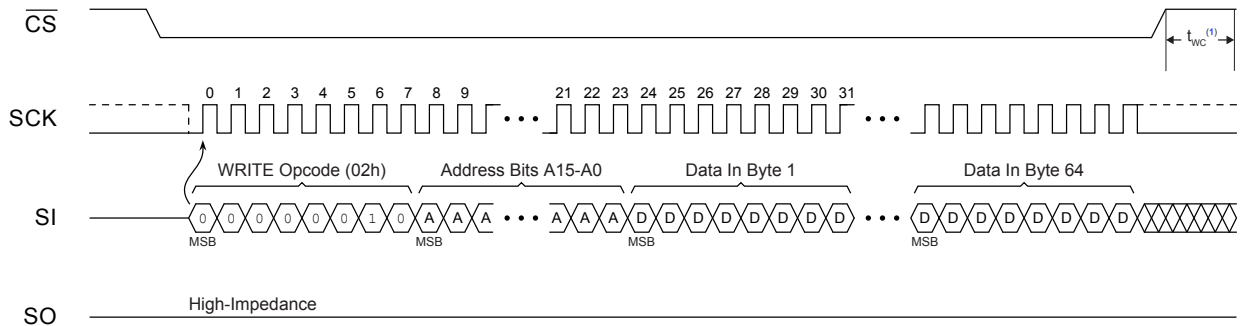 CS
t_WC(1)
0 1 2 3 4 5 6 7 8 9 21 22 23 24 25 26 27 28 29 30 31
SCK
WRITE Opcode (02h) Address Bits A15-A0 Data In Byte 1 Data In Byte 64
SI 0 0 0 0 0 0 1 0 A A A A A A D D D D D D D D D D D D D D D D
MSB MSB MSB MSB
High-Impedance
SO